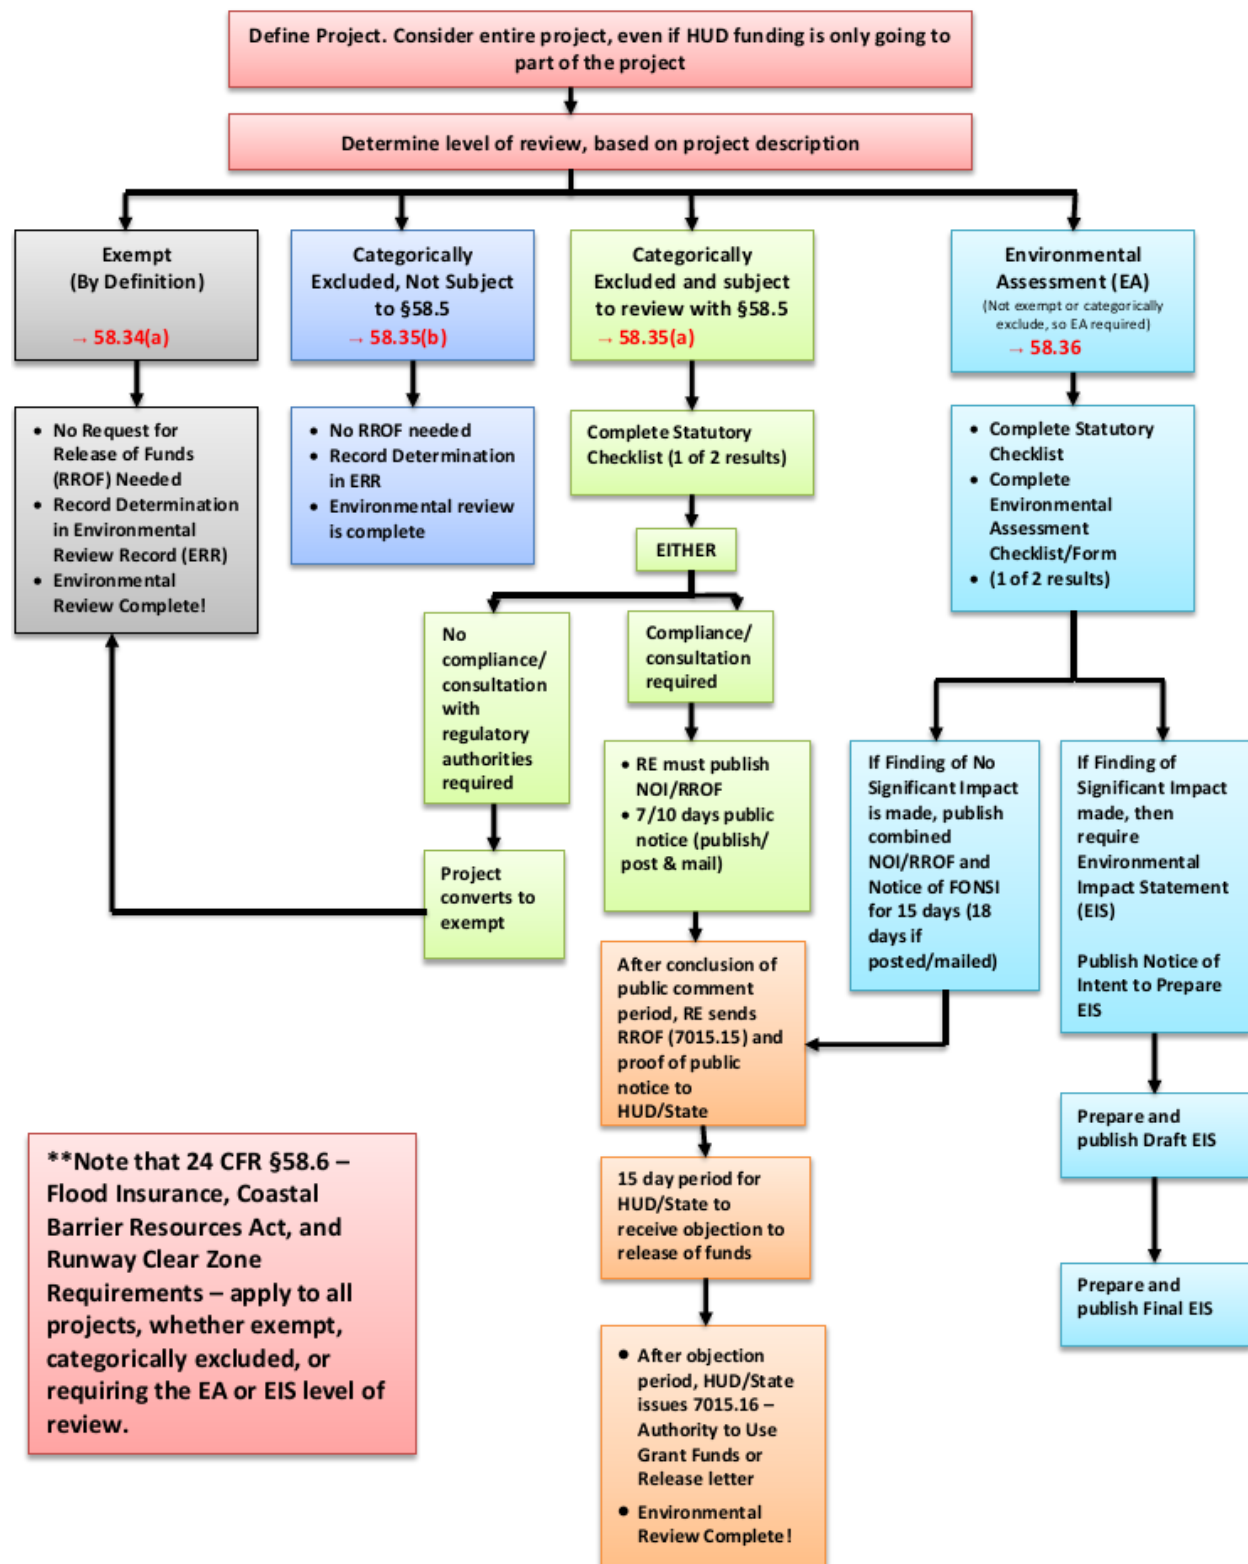 Define Project. Consider entire project, even if HUD funding is only going to
part of the project
Determine level of review, based on project description
Exempt
(By Definition)
→ 58.34(a)
Categorically
Excluded, Not Subject
to §58.5
→ 58.35(b)
Categorically
Excluded and subject
to review with §58.5
→ 58.35(a)
Environmental
Assessment (EA)
(Not exempt or categorically
exclude, so EA required)
→ 58.36
• No Request for
Release of Funds
(RROF) Needed
• Record Determination
in Environmental
Review Record (ERR)
• Environmental
Review Complete!
• No RROF needed
• Record Determination
in ERR
• Environmental review
is complete
Complete Statutory
Checklist (1 of 2 results)
• Complete Statutory
Checklist
• Complete
Environmental
Assessment
Checklist/Form
• (1 of 2 results)
EITHER
No
compliance/
consultation
with
regulatory
authorities
required
Compliance/
consultation
required
Project
converts to
exempt
• RE must publish
NOI/RROF
• 7/10 days public
notice (publish/
post & mail)
If Finding of No
Significant Impact
is made, publish
combined
NOI/RROF and
Notice of FONSI
for 15 days (18
days if
posted/mailed)
If Finding of
Significant Impact
made, then
require
Environmental
Impact Statement
(EIS)
Publish Notice of
Intent to Prepare
EIS
After conclusion of
public comment
period, RE sends
RROF (7015.15) and
proof of public
notice to
HUD/State
Prepare and
publish Draft EIS
15 day period for
HUD/State to
receive objection to
release of funds
Prepare and
publish Final EIS
• After objection
period, HUD/State
issues 7015.16 –
Authority to Use
Grant Funds or
Release letter
• Environmental
Review Complete!
**Note that 24 CFR §58.6 –
Flood Insurance, Coastal
Barrier Resources Act, and
Runway Clear Zone
Requirements – apply to all
projects, whether exempt,
categorically excluded, or
requiring the EA or EIS level of
review.